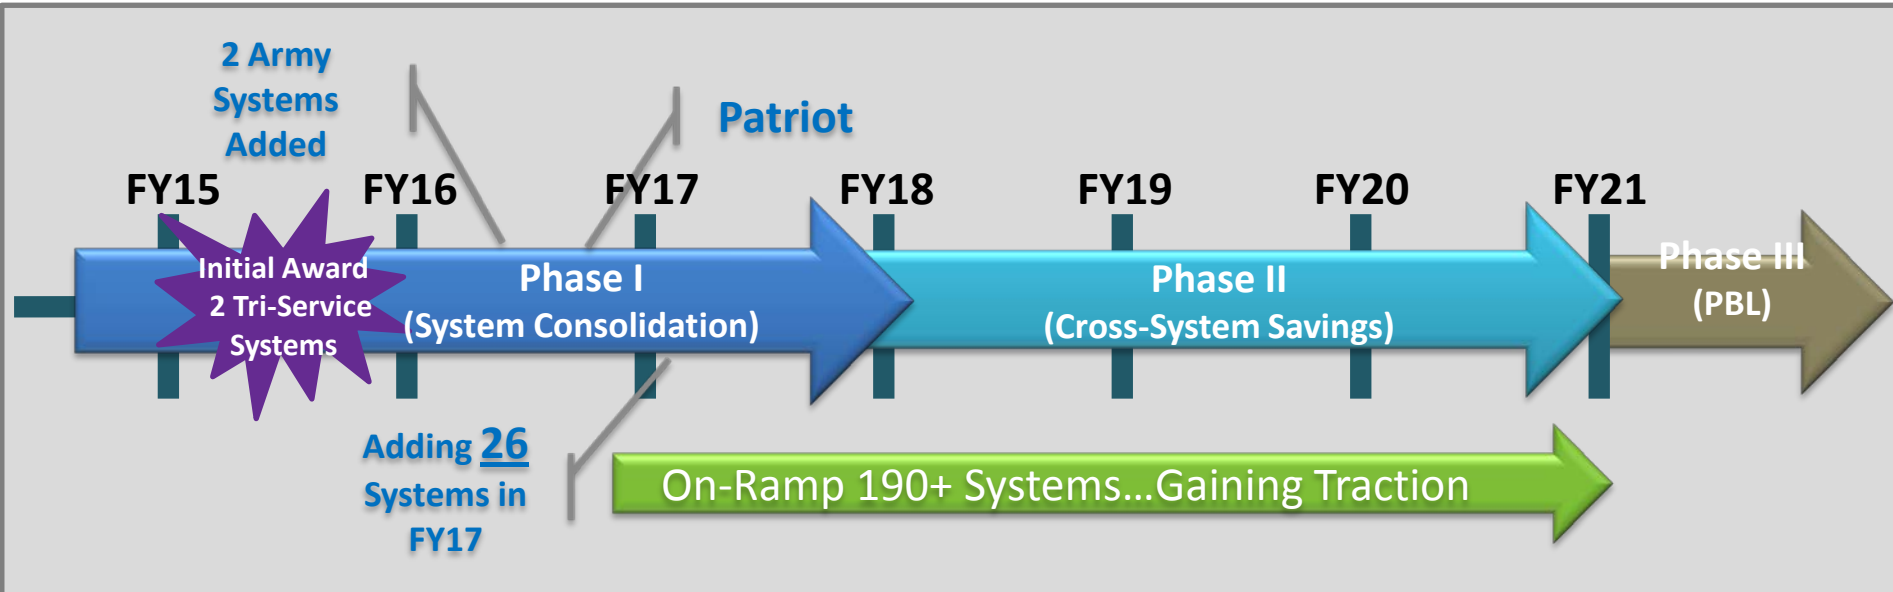 2 Army
Systems
Added
Patriot
FY15
FY16
FY17
FY18
FY19
FY20
FY21
Initial Award
2 Tri-Service
Systems
Phase I
(System Consolidation)
Phase II
(Cross-System Savings)
Phase III
(PBL)
Adding 26
Systems in
FY17
On-Ramp 190+ Systems...Gaining Traction